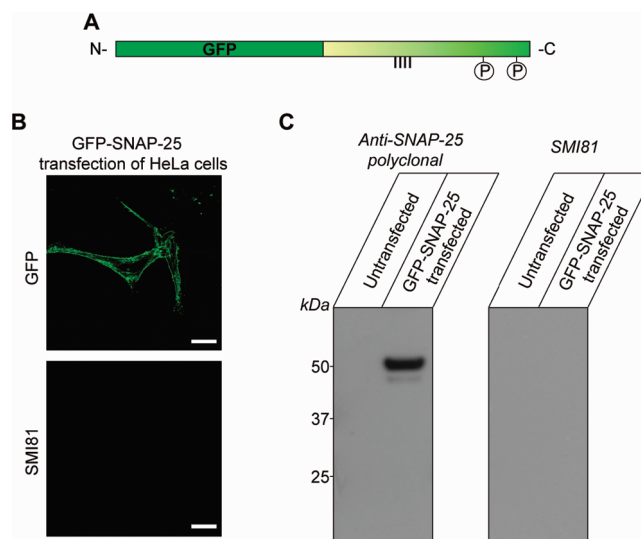 A
N- GFP -C
P P
B
GFP-SNAP-25
transfection of HeLa cells
GFP
SMI81
C
Anti-SNAP-25
polyclonal
SMI81
Untransfected
GFP-SNAP-25
transfected
Untransfected
GFP-SNAP-25
transfected
kDa
50
37
25